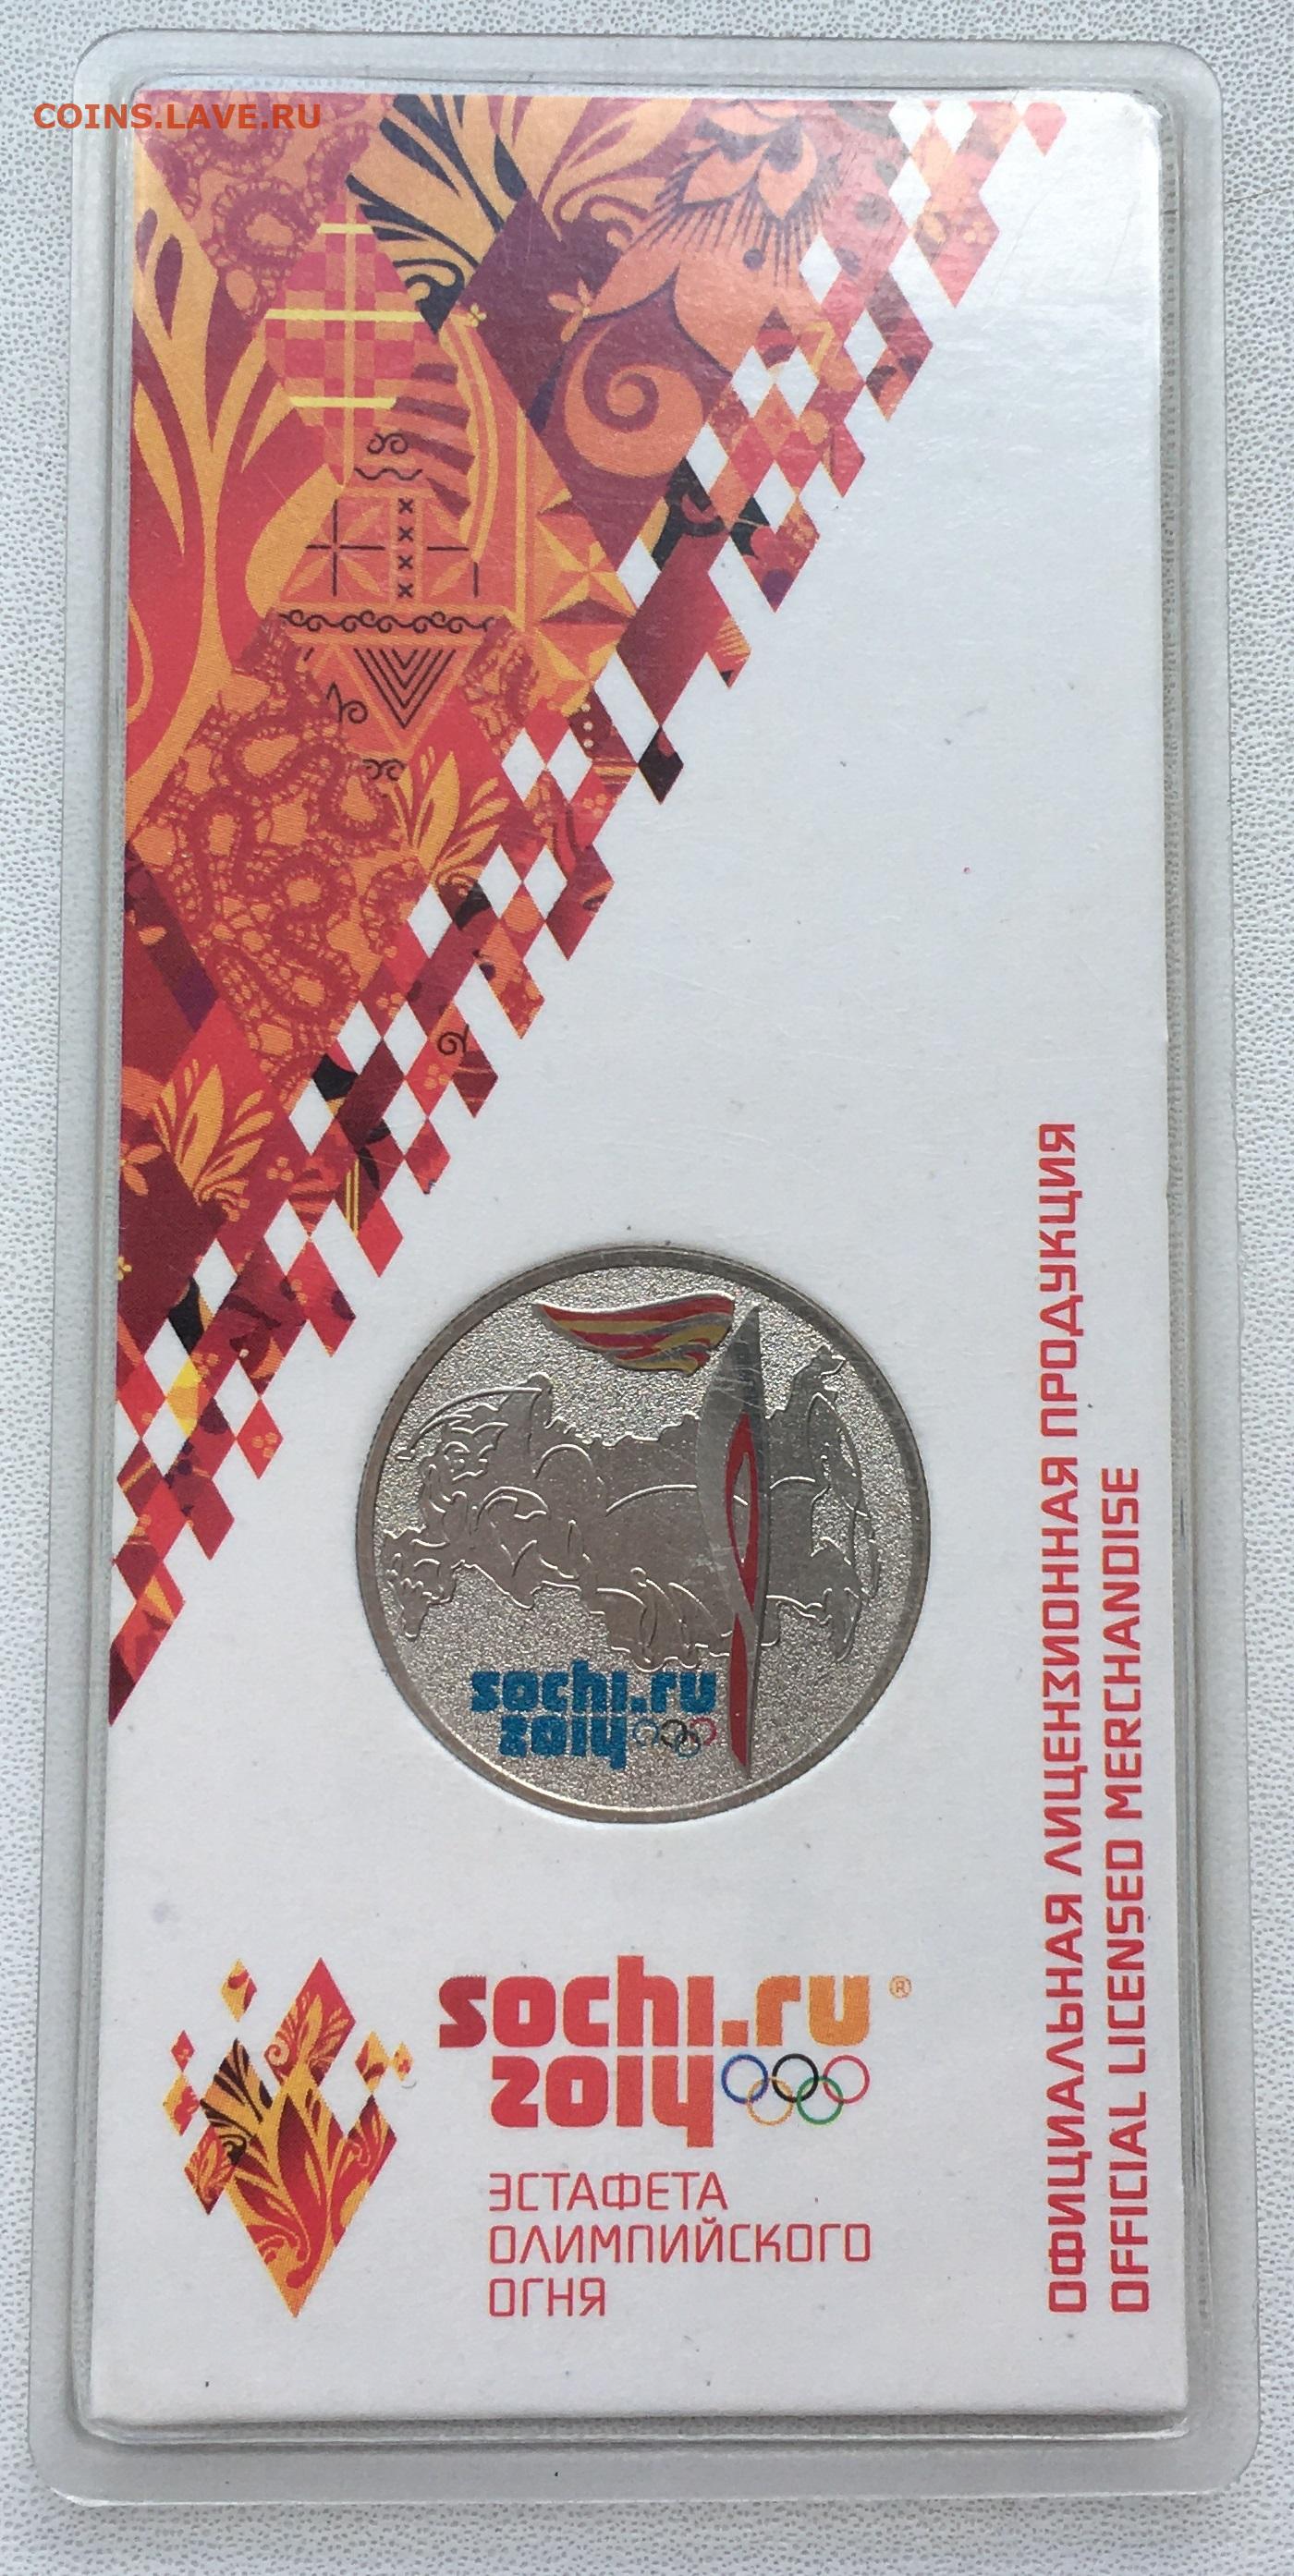 COINS.LAVE.RU
sochi.ru
2014
sochi.ru ®
2014
ЭСТАФЕТА
ОЛИМПИЙСКОГО
ОГНЯ
ОФИЦИАЛЬНАЯ ЛИЦЕНЗИОННАЯ ПРОДУКЦИЯ
OFFICIAL LICENSED MERCHANDISE